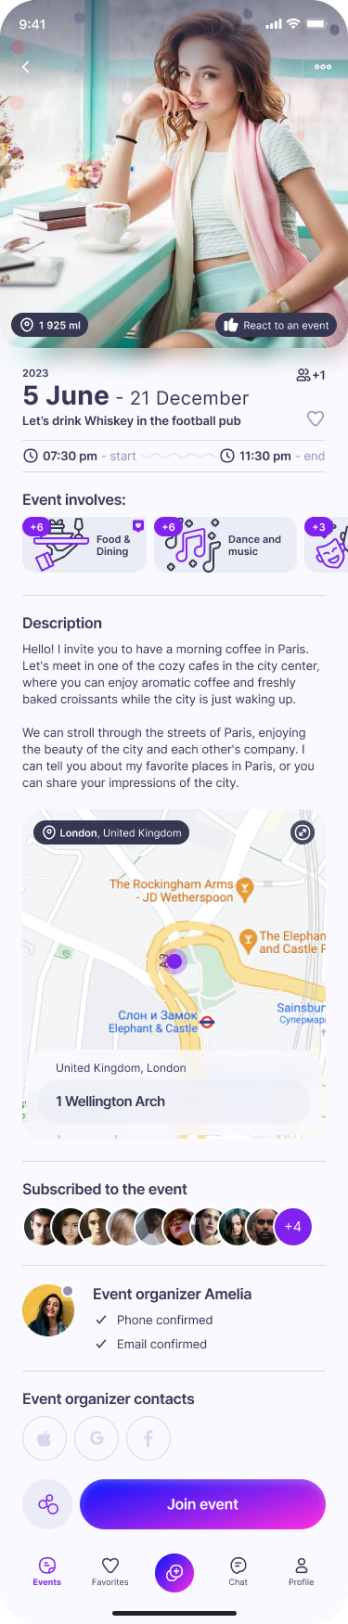 9:41
1 925 ml
React to an event
2023
+1
5 June - 21 December
Let's drink Whiskey in the football pub
07:30 pm - start
11:30 pm - end
Event involves:
+6
Food &
Dining
+6
Dance and
music
+3
Description
Hello! I invite you to have a morning coffee in Paris.
Let's meet in one of the cozy cafes in the city center,
where you can enjoy aromatic coffee and freshly
baked croissants while the city is just waking up.
We can stroll through the streets of Paris, enjoying
the beauty of the city and each other's company. I
can tell you about my favorite places in Paris, or you
can share your impressions of the city.
London, United Kingdom
The Rockingham Arms
- JD Wetherspoon
The Elephan
and Castle P
A3
Слон и Замок
Elephant & Castle
Sainsbur
Супермар
United Kingdom, London
1 Wellington Arch
Subscribed to the event
+4
Event organizer Amelia
Phone confirmed
Email confirmed
Event organizer contacts
Join event
Events
Favorites
Chat
Profile